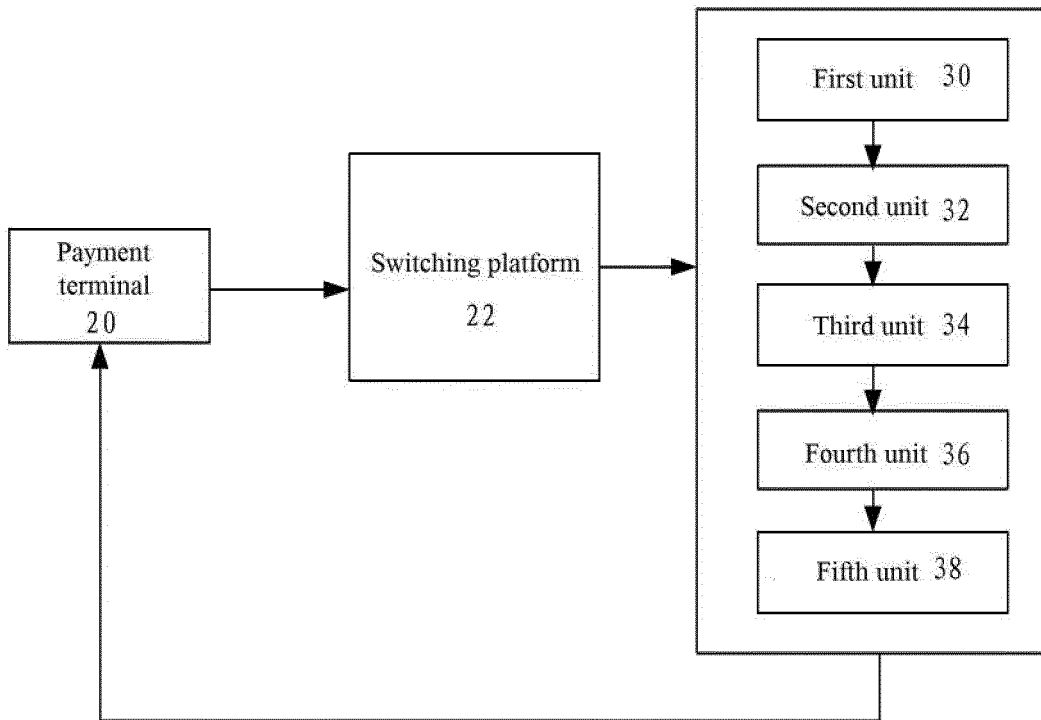 Payment
terminal
20
Switching platform
22
First unit 30
Second unit 32
Third unit 34
Fourth unit 36
Fifth unit 38